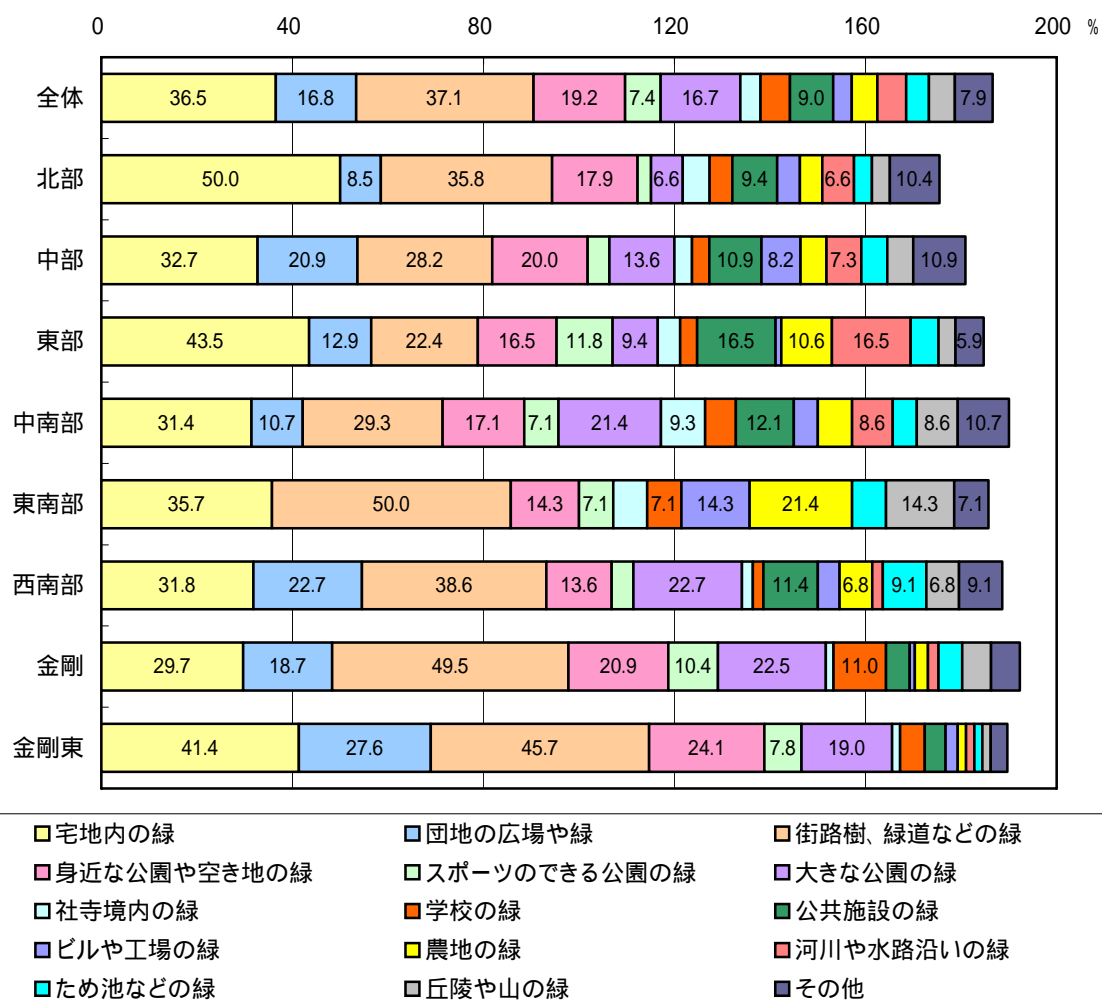 0 40 80 120 160 200 %
全体 36.5 16.8 37.1 19.2 7.4 16.7 9.0 7.9
北部 50.0 8.5 35.8 17.9 6.6 9.4 6.6 10.4
中部 32.7 20.9 28.2 20.0 13.6 10.9 8.2 7.3 10.9
東部 43.5 12.9 22.4 16.5 11.8 9.4 16.5 10.6 16.5 5.9
中南部 31.4 10.7 29.3 17.1 7.1 21.4 9.3 12.1 8.6 8.6 10.7
東南部 35.7 50.0 14.3 7.1 7.1 14.3 21.4 14.3 7.1
西南部 31.8 22.7 38.6 13.6 22.7 11.4 6.8 9.1 6.8 9.1
金剛 29.7 18.7 49.5 20.9 10.4 22.5 11.0
金剛東 41.4 27.6 45.7 24.1 7.8 19.0
宅地内の緑 団地の広場や緑 街路樹、緑道などの緑
身近な公園や空き地の緑 スポーツのできる公園の緑 大きな公園の緑
社寺境内の緑 学校の緑 公共施設の緑
ビルや工場の緑 農地の緑 河川や水路沿いの緑
ため池などの緑 丘陵や山の緑 その他